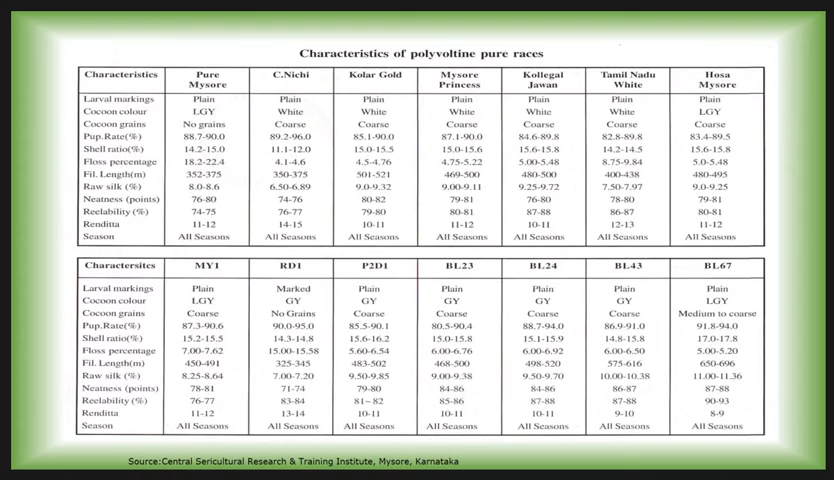 Characteristics of polyvoltine pure races
Characteristics Pure Mysore C.Nichi Kolar Gold Mysore Princess Kollegal Jawan Tamil Nadu White Hosa Mysore
Larval markings Plain Plain Plain Plain Plain Plain Plain
Cocoon colour LGY White White White White White LGY
Cocoon grains No grains Coarse Coarse Coarse Coarse Coarse Coarse
Pup.Rate(%) 88.7-90.0 89.2-96.0 85.1-90.0 87.1-90.0 84.6-89.8 82.8-89.8 83.4-89.5
Shell ratio(%) 14.2-15.0 11.1-12.0 15.0-15.5 15.0-15.6 15.6-15.8 14.2-14.5 15.6-15.8
Floss percentage 18.2-22.4 4.1-4.6 4.5-4.76 4.75-5.22 5.00-5.48 8.75-9.84 5.0-5.48
Fil. Length(m) 352-375 350-375 501-521 469-500 480-500 400-438 480-495
Raw silk (%) 8.0-8.6 6.50-6.89 9.0-9.32 9.00-9.11 9.25-9.72 7.50-7.97 9.0-9.25
Neatness (points) 76-80 74-76 80-82 79-81 76-80 78-80 79-81
Reelability (%) 74-75 76-77 79-80 80-81 87-88 86-87 80-81
Renditta 11-12 14-15 10-11 11-12 10-11 12-13 11-12
Season All Seasons All Seasons All Seasons All Seasons All Seasons All Seasons All Seasons
Charactersitcs MY1 RD1 P2D1 BL23 BL24 BL43 BL67
Larval markings Plain Marked Plain Plain Plain Plain Plain
Cocoon colour LGY GY GY GY GY GY LGY
Cocoon grains Coarse No Grains Coarse Coarse Coarse Coarse Medium to coarse
Pup.Rate(%) 87.3-90.6 90.0-95.0 85.5-90.1 80.5-90.4 88.7-94.0 86.9-91.0 91.8-94.0
Shell ratio(%) 15.2-15.5 14.3-14.8 15.6-16.2 15.0-15.8 15.1-15.9 14.8-15.8 17.0-17.8
Floss percentage 7.00-7.62 15.00-15.58 5.60-6.54 6.00-6.76 6.00-6.92 6.00-6.50 5.00-5.20
Fil. Length(m) 450-491 325-345 483-502 468-500 498-520 575-616 650-696
Raw silk (%) 8.25-8.64 7.00-7.20 9.50-9.85 9.00-9.38 9.50-9.70 10.00-10.38 11.00-11.36
Neatness (points) 78-81 71-74 79-80 84-86 84-86 86-87 87-88
Reelability (%) 76-77 83-84 81~82 85-86 87-88 87-88 90-93
Renditta 11-12 13-14 10-11 10-11 10-11 9-10 8-9
Season All Seasons All Seasons All Seasons All Seasons All Seasons All Seasons All Seasons
Source:Central Sericultural Research & Training Institute, Mysore, Karnataka